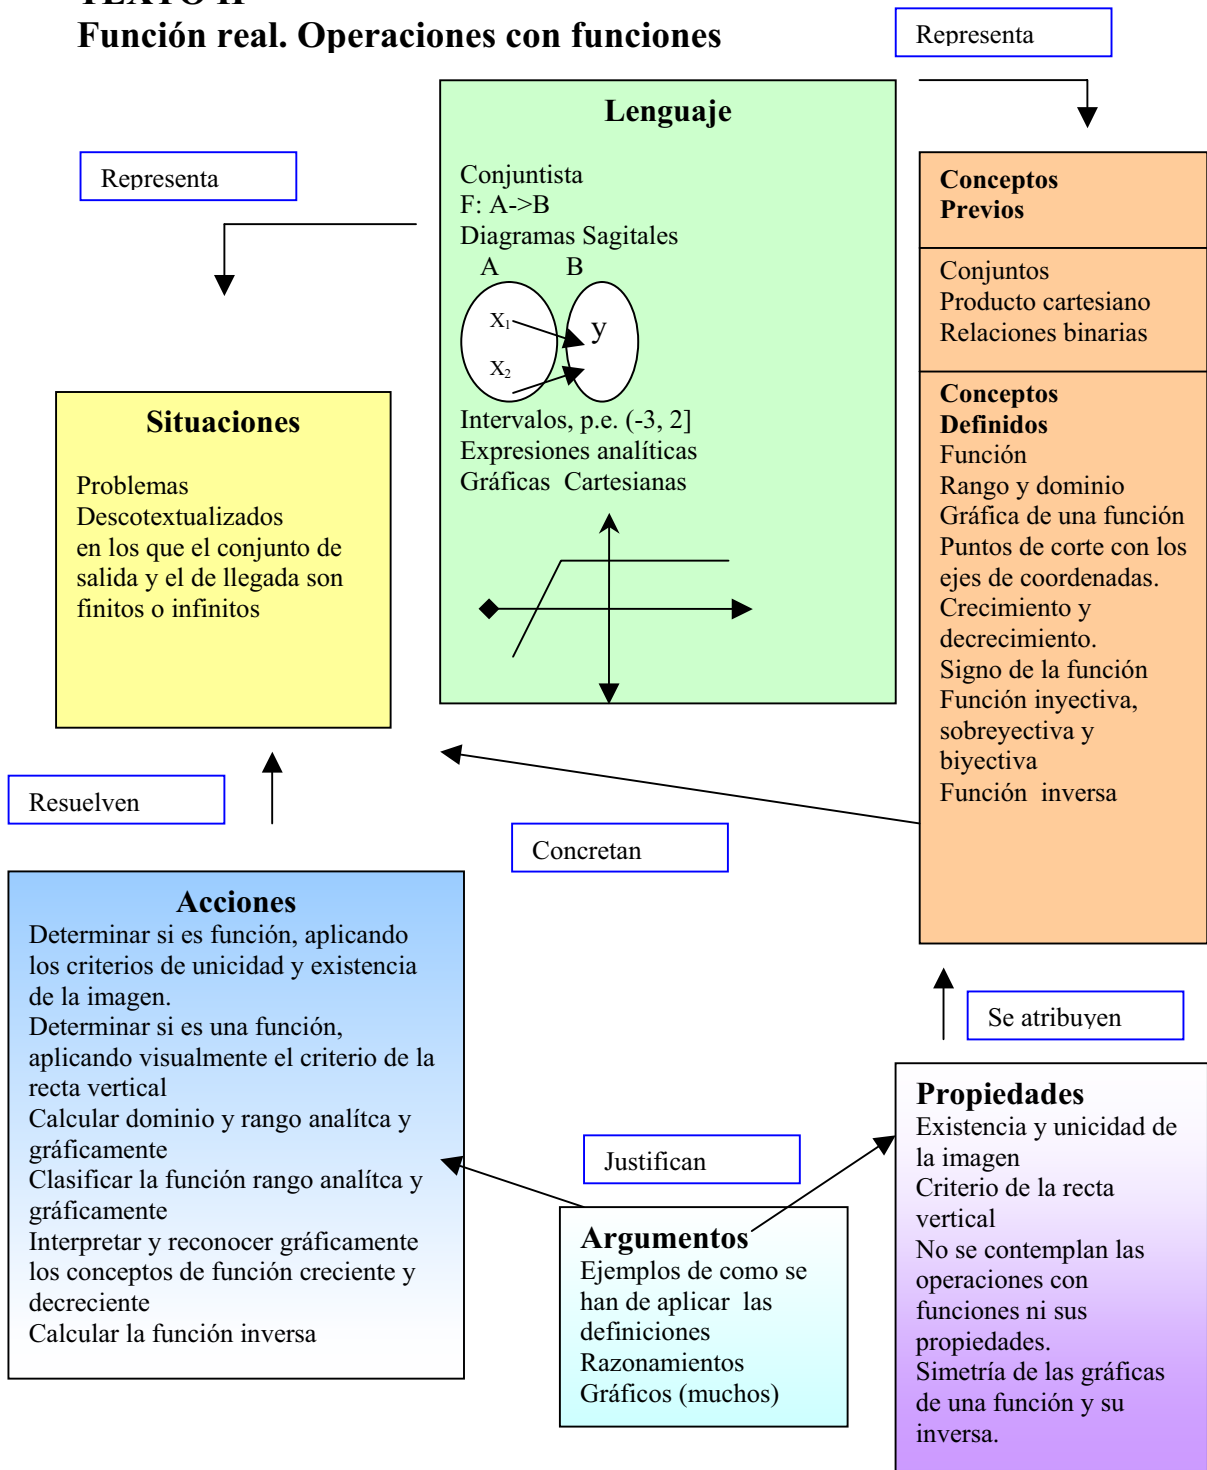 TEXTO II
Función real. Operaciones con funciones
Representa
Lenguaje
Conjuntista
F: A->B
Diagramas Sagitales
A B
X1
y
X2
Intervalos, p.e. (-3, 2]
Expresiones analíticas
Gráficas Cartesianas
Representa
Conceptos
Previos
Conjuntos
Producto cartesiano
Relaciones binarias
Conceptos
Definidos
Función
Rango y dominio
Gráfica de una función
Puntos de corte con los
ejes de coordenadas.
Crecimiento y
decrecimiento.
Signo de la función
Función inyectiva,
sobreyectiva y
biyectiva
Función inversa
Situaciones
Problemas
Descotextualizados
en los que el conjunto de
salida y el de llegada son
finitos o infinitos
Resuelven
Concretan
Acciones
Determinar si es función, aplicando
los criterios de unicidad y existencia
de la imagen.
Determinar si es una función,
aplicando visualmente el criterio de la
recta vertical
Calcular dominio y rango analítca y
gráficamente
Clasificar la función rango analítca y
gráficamente
Interpretar y reconocer gráficamente
los conceptos de función creciente y
decreciente
Calcular la función inversa
Se atribuyen
Justifican
Argumentos
Ejemplos de como se
han de aplicar las
definiciones
Razonamientos
Gráficos (muchos)
Propiedades
Existencia y unicidad de
la imagen
Criterio de la recta
vertical
No se contemplan las
operaciones con
funciones ni sus
propiedades.
Simetría de las gráficas
de una función y su
inversa.